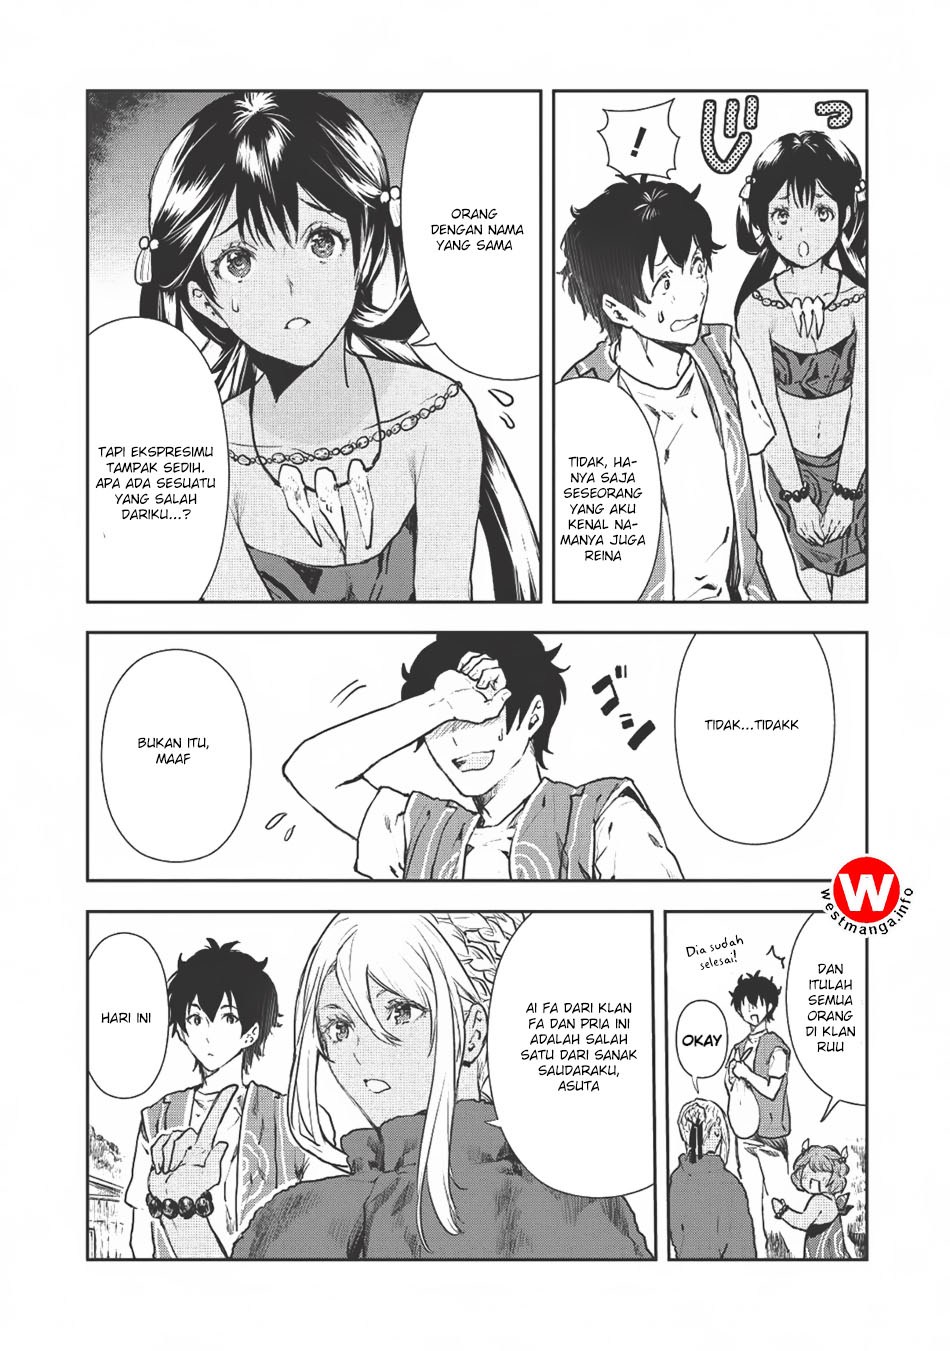 !
じっ
TIDAK, HA-
NYA SAJA
SESEORANG
YANG AKU
KENAL NA-
MANYA JUGA
REINA
ORANG
DENGAN NAMA
YANG SAMA
TAPI EKSPRESIMU
TAMPAK SEDIH.
APA ADA SESUATU
YANG SALAH
DARIKU...?
TIDAK...TIDAKK
ゴシ
BUKAN ITU,
MAAF
DAN
ITULAH
SEMUA
ORANG
DI KLAN
RUU
Dia sudah
selesai!
OKAY
AI FA DARI KLAN
FA DAN PRIA INI
ADALAH SALAH
SATU DARI SANAK
SAUDARAKU,
ASUTA
HARI INI
W
westmanga.info